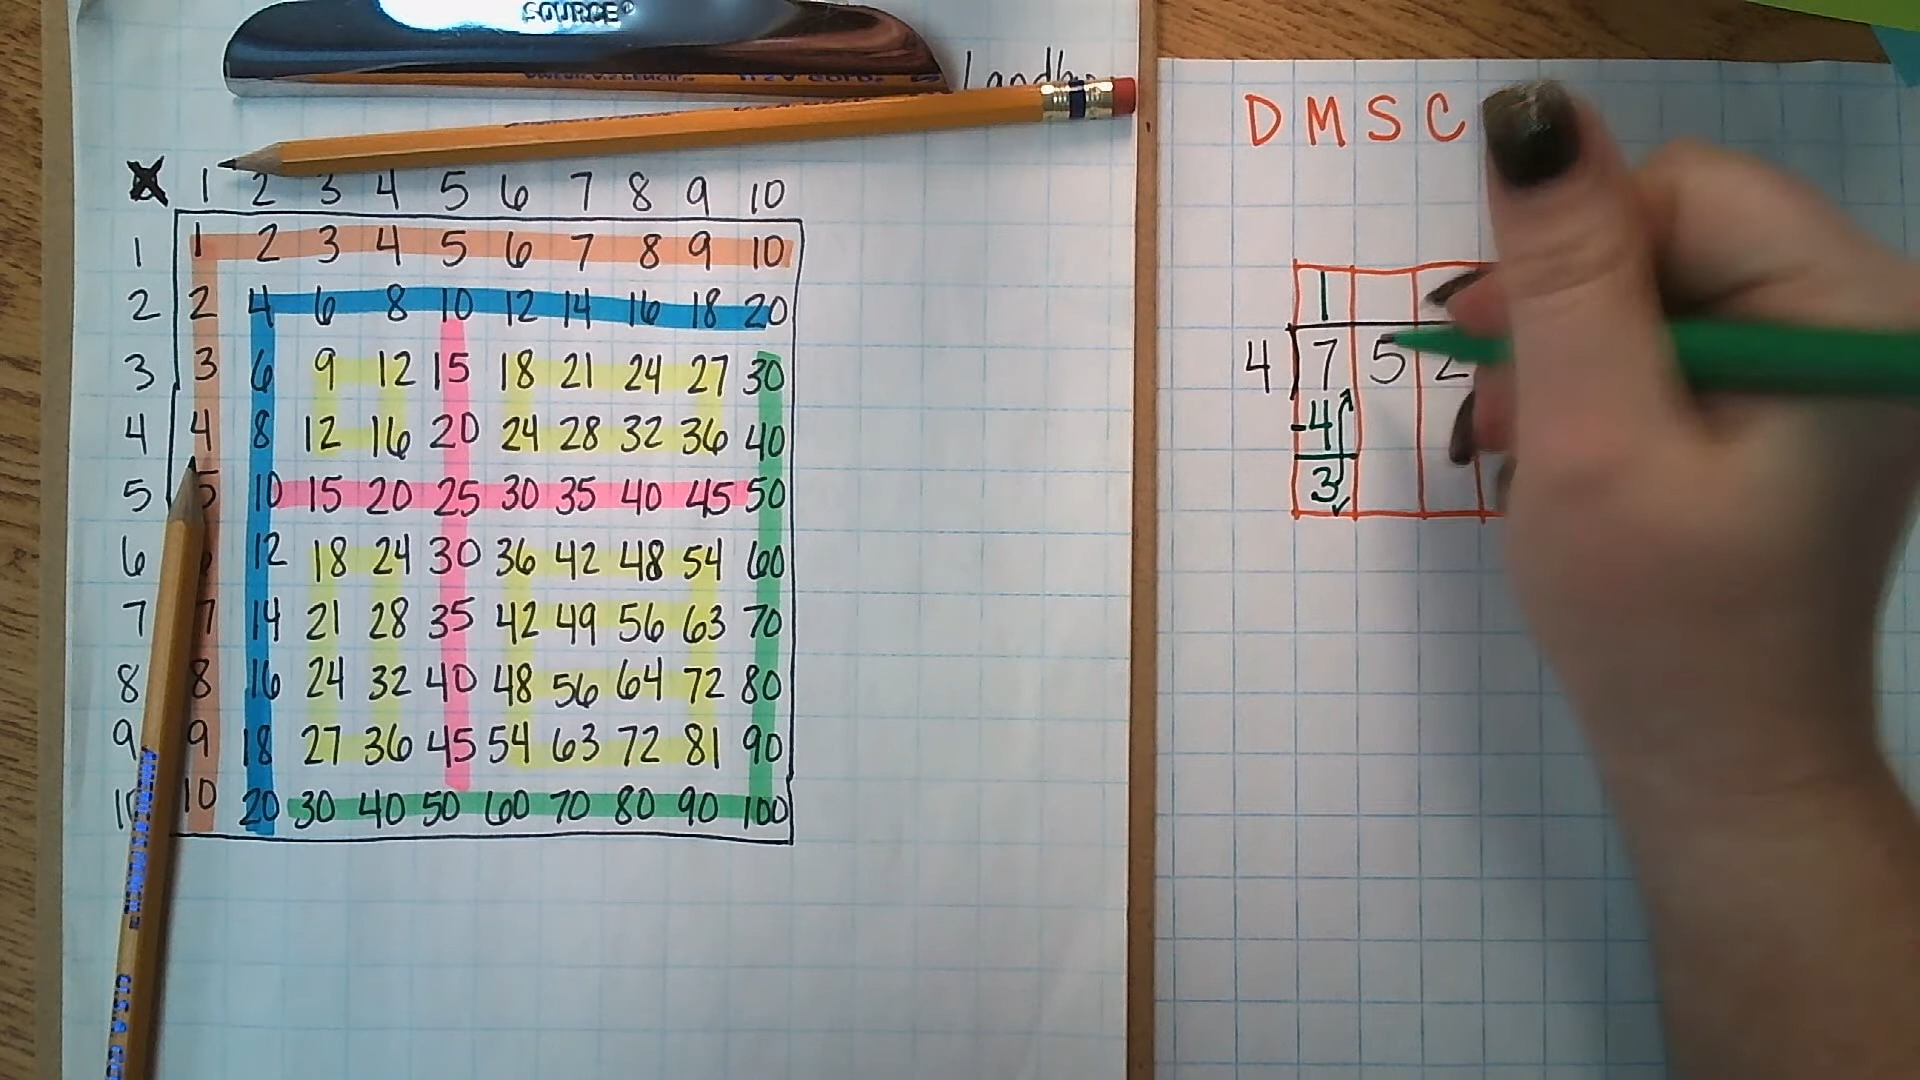 SOURCE®
X 1 2 3 4 5 6 7 8 9 10
1 1 2 3 4 5 6 7 8 9 10
2 2 4 6 8 10 12 14 16 18 20
3 3 6 9 12 15 18 21 24 27 30
4 4 8 12 16 20 24 28 32 36 40
5 5 10 15 20 25 30 35 40 45 50
6 12 18 24 30 36 42 48 54 60
7 7 14 21 28 35 42 49 56 63 70
8 8 16 24 32 40 48 56 64 72 80
9 9 18 27 36 45 54 63 72 81 90
10 10 20 30 40 50 60 70 80 90 100
D M S C
1
4 7 5 2
-4
3